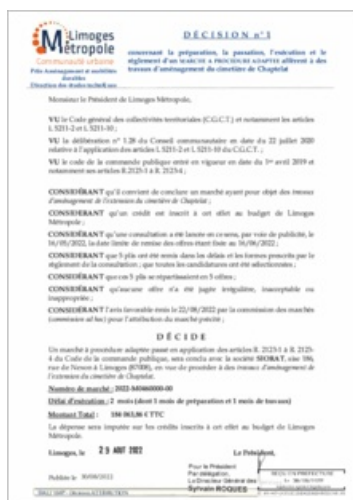 Limoges
Métropole
Communauté urbaine
Pôle Aménagement et mobilités
durables
DÉCISION n°1
concernant la préparation, la passation, l'exécution et le
règlement d'un MARCHE A PROCEDURE ADAPTEE afférent à des
travaux d'aménagement du cimetière de Chaptelat
Monsieur le Président de Limoges Métropole,
VU le Code général des collectivités territoriales (C.G.C.T.) et notamment les articles
L 5211-2 et L 5211-10 ;
VU la délibération n° 1.28 du Conseil communautaire en date du 22 juillet 2020
relative à l'application des articles L 5211-2 et L 5211-10 du C.G.C.T. ;
VU le code de la commande publique entré en vigueur en date du 1er avril 2019 et
notamment ses articles R 2123-1 à R 2123-4 ;
CONSIDÉRANT qu'il convient de conclure un marché ayant pour objet des travaux
d'aménagement de l'extension du cimetière de Chaptelat ;
CONSIDÉRANT qu'un crédit est inscrit à cet effet au budget de Limoges
Métropole ;
CONSIDÉRANT qu'une consultation a été lancée en ce sens, par voie de publicité, le
16/05/2022, la date limite de remise des offres étant fixée au 16/06/2022 ;
CONSIDÉRANT que 5 plis ont été remis dans les délais et les formes prescrits par le
règlement de la consultation ; que toutes les candidatures ont été sélectionnées ;
CONSIDÉRANT que ces 5 plis se répartissaient en 5 offres ;
CONSIDÉRANT qu'aucune offre n'a été jugée irrégulière, inacceptable ou
inappropriée ;
CONSIDÉRANT l'avis favorable émis le 22/08/2022 par la commission des marchés
(commission ad hoc) pour l'attribution du marché précité ;
DÉCIDE
Un marché à procédure adaptée passé en application des articles R. 2123-1 à R. 2123-
4 du Code de la commande publique, sera conclu avec la société SIORAT, sise 186,
rue de Nexon à Limoges (87000), en vue de procéder à des travaux d'aménagement de
l'extension du cimetière de Chaptelat.
Numéro de marché : 2022-M0460000-00
Délai d'exécution : 2 mois (dont 1 mois de préparation et 1 mois de travaux)
Montant Total : 186 063,86 € TTC
La dépense sera imputée sur les crédits inscrits à cet effet au budget de Limoges
Métropole.
Limoges, le 29 AOUT 2022
Le Président,
Pour le Président
Par délégation,
Le Directeur Général des
Sylvain ROQUES
Publiée le 30/08/2022